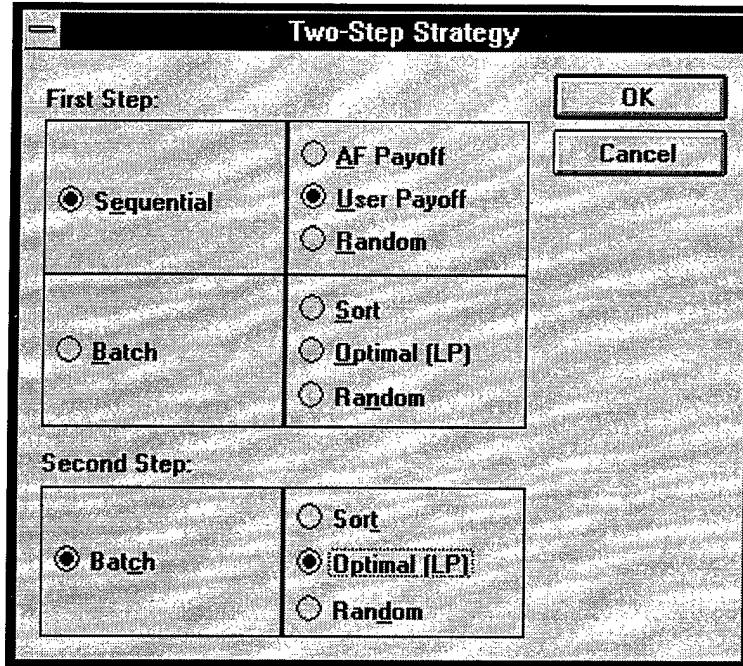 Two-Step Strategy
First Step:
OK
Cancel
Sequential
AF Payoff
User Payoff
Random
Batch
Sort
Optimal (LP)
Random
Second Step:
Batch
Sort
Optimal (LP)
Random